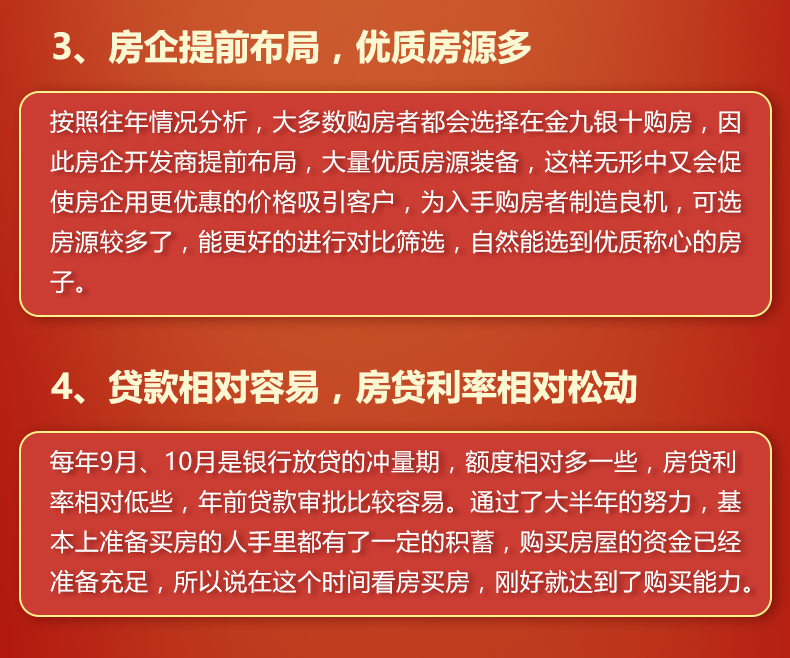 3、房企提前布局，优质房源多
按照往年情况分析，大多数购房者都会选择在金九银十购房，因
此房企开发商提前布局，大量优质房源装备，这样无形中又会促
使房企用更优惠的价格吸引客户，为入手购房者制造良机，可选
房源较多了，能更好的进行对比筛选，自然能选到优质称心的房
子。
4、贷款相对容易，房贷利率相对松动
每年9月、10月是银行放贷的冲量期，额度相对多一些，房贷利
率相对低些，年前贷款审批比较容易。通过了大半年的努力，基
本上准备买房的人手里都有了一定的积蓄，购买房屋的资金已经
准备充足，所以说在这个时间看房买房，刚好就达到了购买能力。